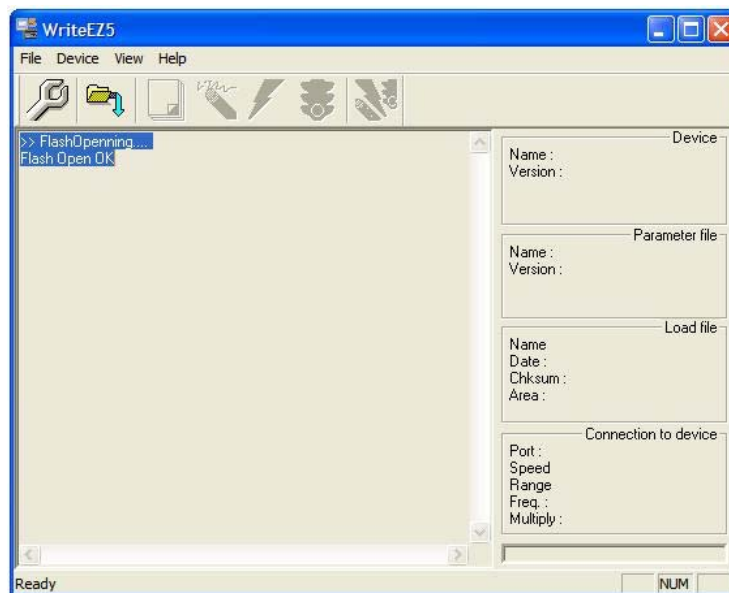 WriteEZ5
File Device View Help
>> FlashOpenning....
Flash Open OK
Device
Name :
Version :
Parameter file
Name :
Version :
Load file
Name
Date :
Chksum :
Area :
Connection to device
Port :
Speed
Range
Freq. :
Multiply :
Ready
NUM